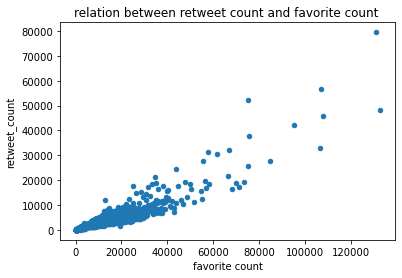 relation between retweet count and favorite count
retweet_count
80000
70000
60000
50000
40000
30000
20000
10000
0
0 20000 40000 60000 80000 100000 120000
favorite count